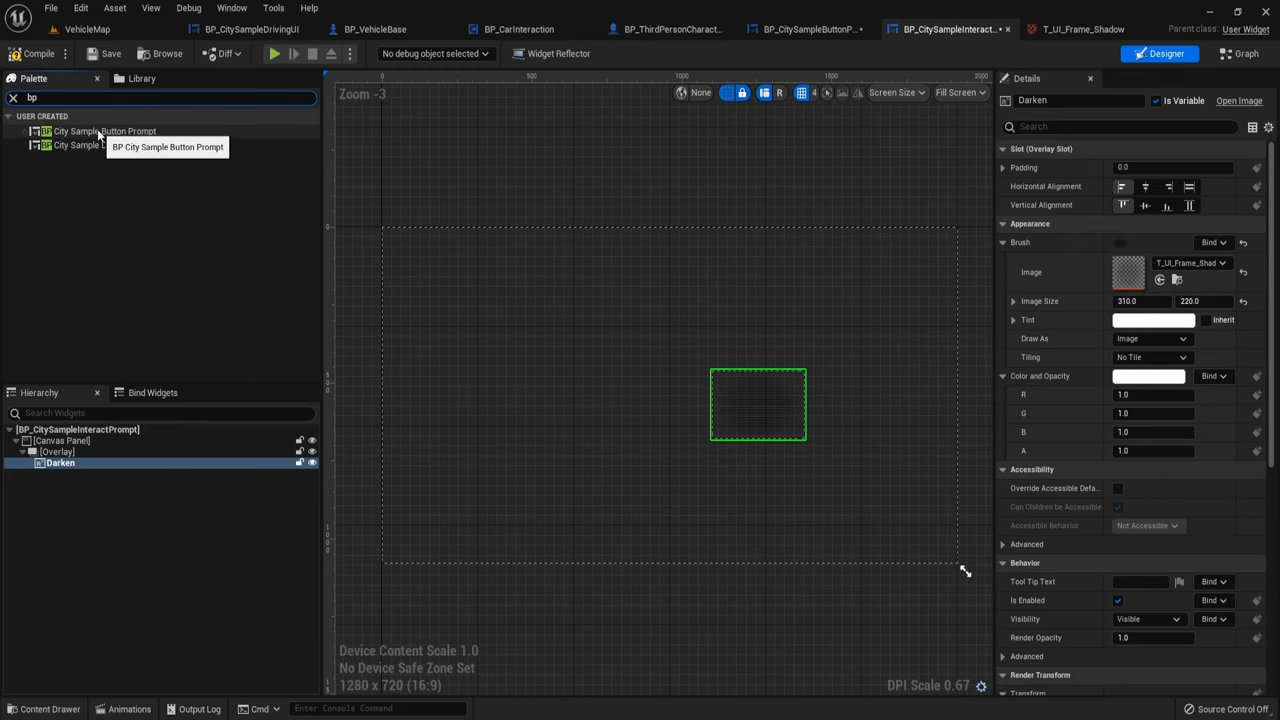 File Edit Asset View Debug Window Tools Help
VehicleMap BP_CitySampleDrivingUI BP_VehicleBase BP_CarInteraction BP_ThirdPersonCharact... BP_CitySampleButtonP...• BP_CitySampleInteract...• T_UI_Frame_Shadow Parent class: User Widget
Compile Save Browse Diff No debug object selected Widget Reflector Designer Graph
Palette Library
bp
USER CREATED
BP City Sample Button Prompt
BP City Sample
BP City Sample Button Prompt
Hierarchy Bind Widgets
Search Widgets
[BP_CitySampleInteractPrompt]
[Canvas Panel]
[Overlay]
Darken
Zoom -3
0 500 1000 1500 2000
None R 4 Screen Size Fill Screen
Device Content Scale 1.0
No Device Safe Zone Set
1280 x 720 (16:9)
DPI Scale 0.67
Details
Darken Is Variable Open Image
Search
Slot (Overlay Slot)
Padding 0.0
Horizontal Alignment
Vertical Alignment
Appearance
Brush Bind
Image T_UI_Frame_Shad
Image Size 310.0 220.0
Tint Inherit
Draw As Image
Tiling No Tile
Color and Opacity Bind
R 1.0
G 1.0
B 1.0
A 1.0
Accessibility
Override Accessible Defa...
Can Children be Accessible
Accessible Behavior Not Accessible
Advanced
Behavior
Tool Tip Text Bind
Is Enabled Bind
Visibility Visible Bind
Render Opacity 1.0
Advanced
Render Transform
Transform
Content Drawer Animations Output Log Cmd Enter Console Command Source Control Off